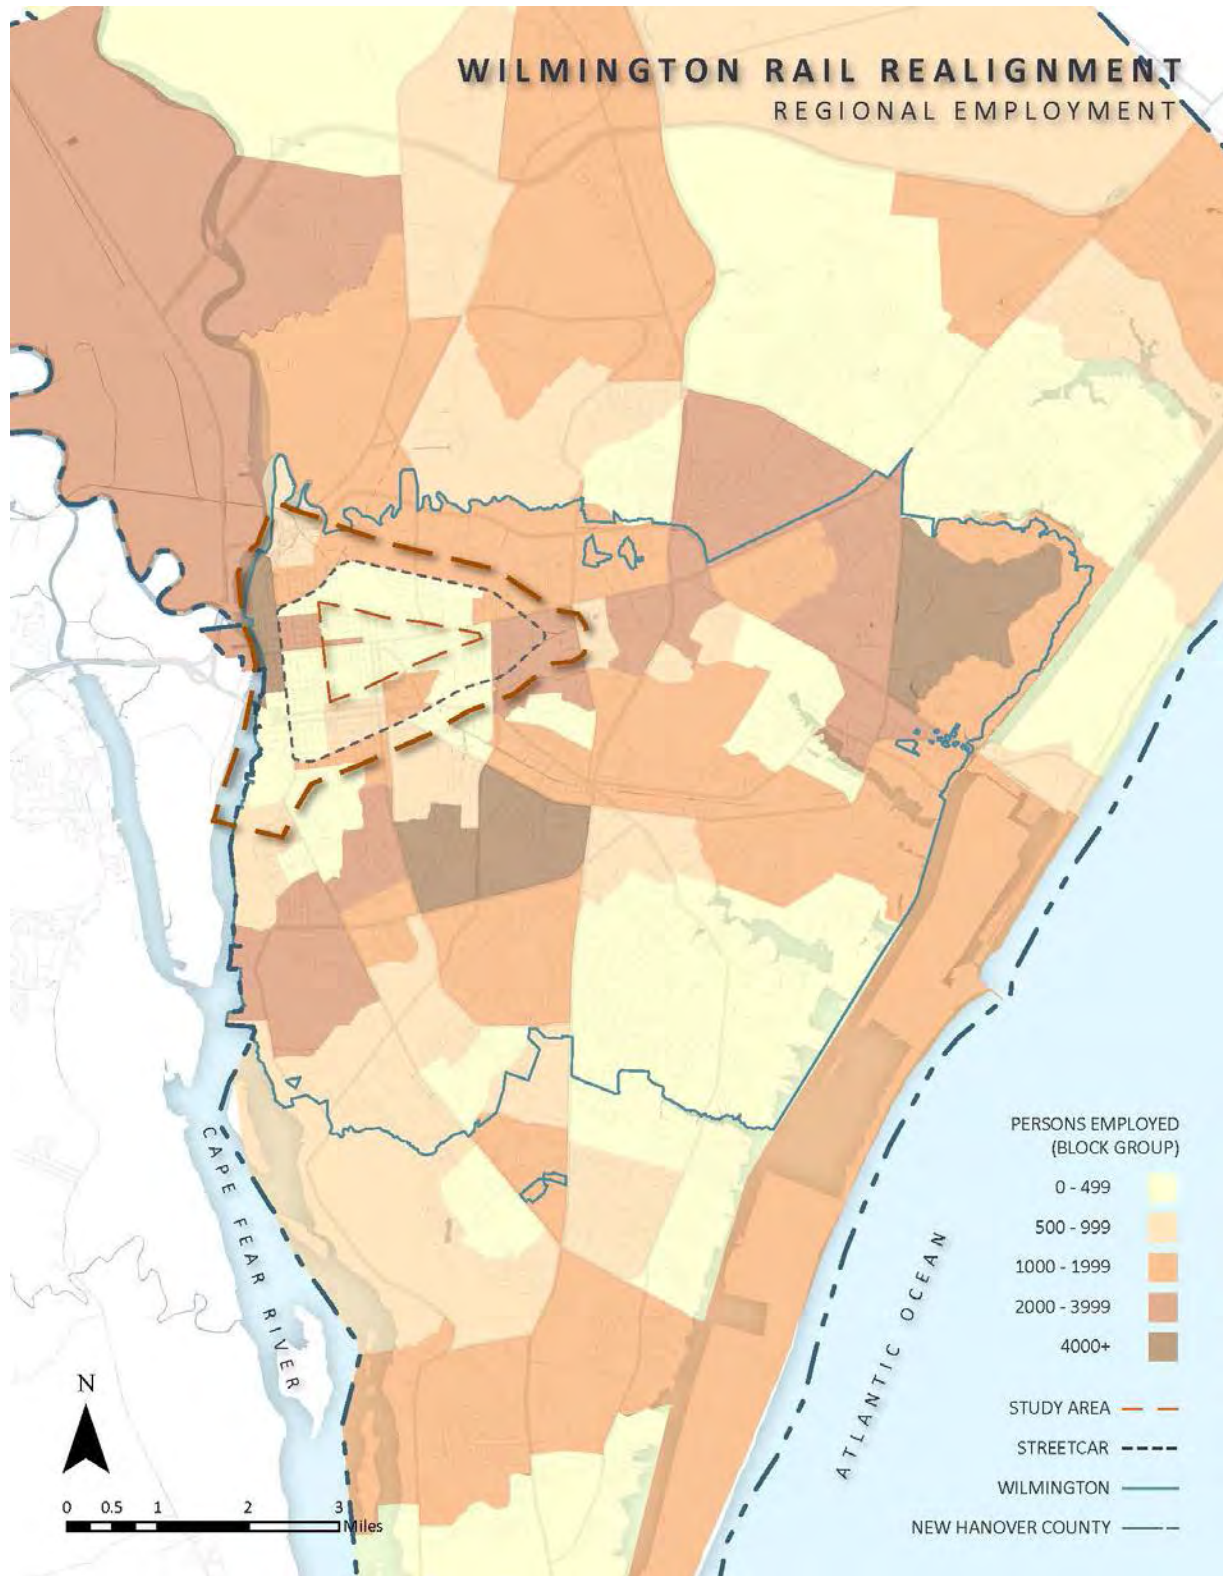 WILMINGTON RAIL REALIGNMENT
REGIONAL EMPLOYMENT
PERSONS EMPLOYED
(BLOCK GROUP)
0 - 499
500 - 999
1000 - 1999
2000 - 3999
4000+
STUDY AREA
STREETCAR
WILMINGTON
NEW HANOVER COUNTY
CAPE FEAR RIVER
ATLANTIC OCEAN
N
0 0.5 1 2 3
Miles